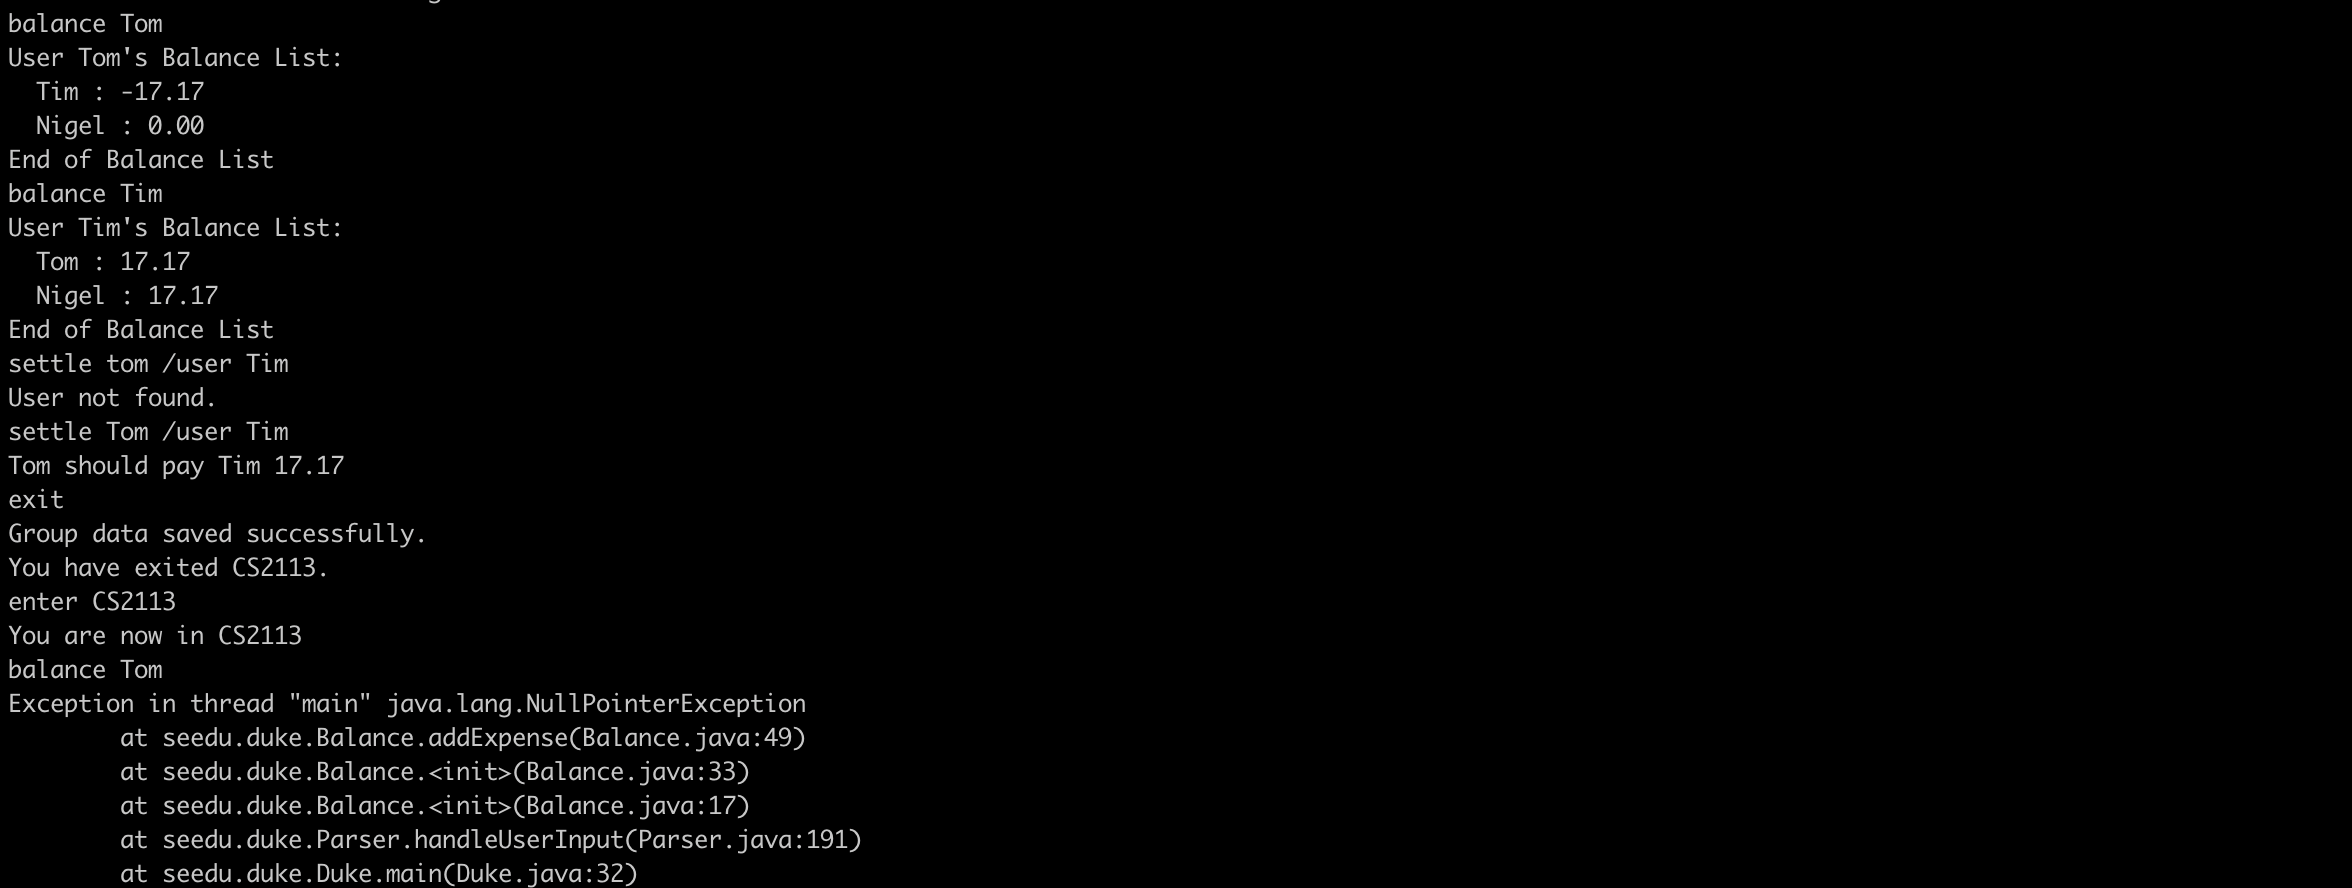 balance Tom
User Tom's Balance List:
  Tim : -17.17
  Nigel : 0.00
End of Balance List
balance Tim
User Tim's Balance List:
  Tom : 17.17
  Nigel : 17.17
End of Balance List
settle tom /user Tim
User not found.
settle Tom /user Tim
Tom should pay Tim 17.17
exit
Group data saved successfully.
You have exited CS2113.
enter CS2113
You are now in CS2113
balance Tom
Exception in thread "main" java.lang.NullPointerException
        at seedu.duke.Balance.addExpense(Balance.java:49)
        at seedu.duke.Balance.<init>(Balance.java:33)
        at seedu.duke.Balance.<init>(Balance.java:17)
        at seedu.duke.Parser.handleUserInput(Parser.java:191)
        at seedu.duke.Duke.main(Duke.java:32)